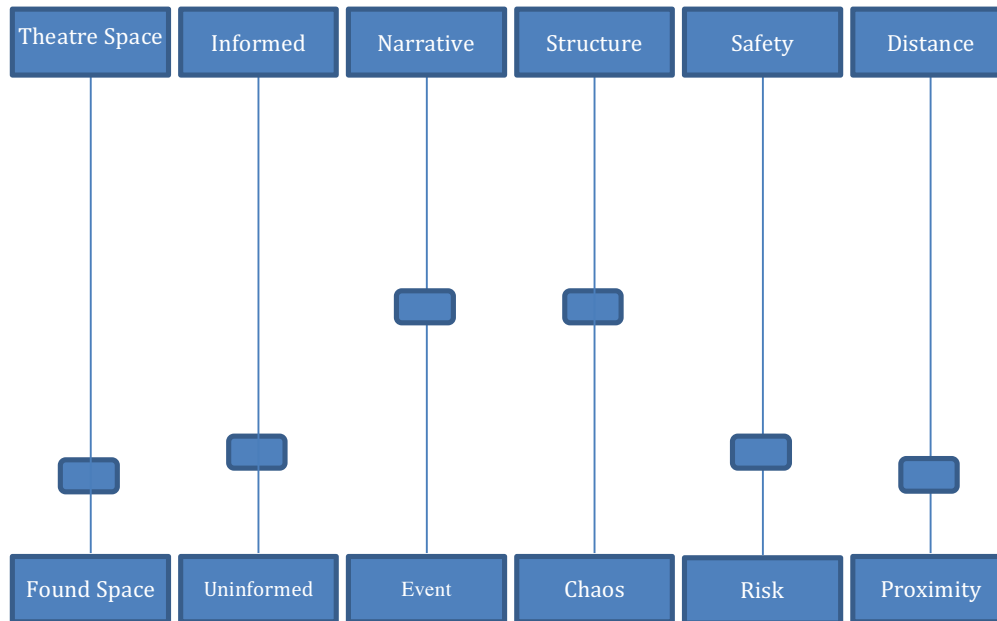 Theatre Space
Informed
Narrative
Structure
Safety
Distance
Found Space
Uninformed
Event
Chaos
Risk
Proximity